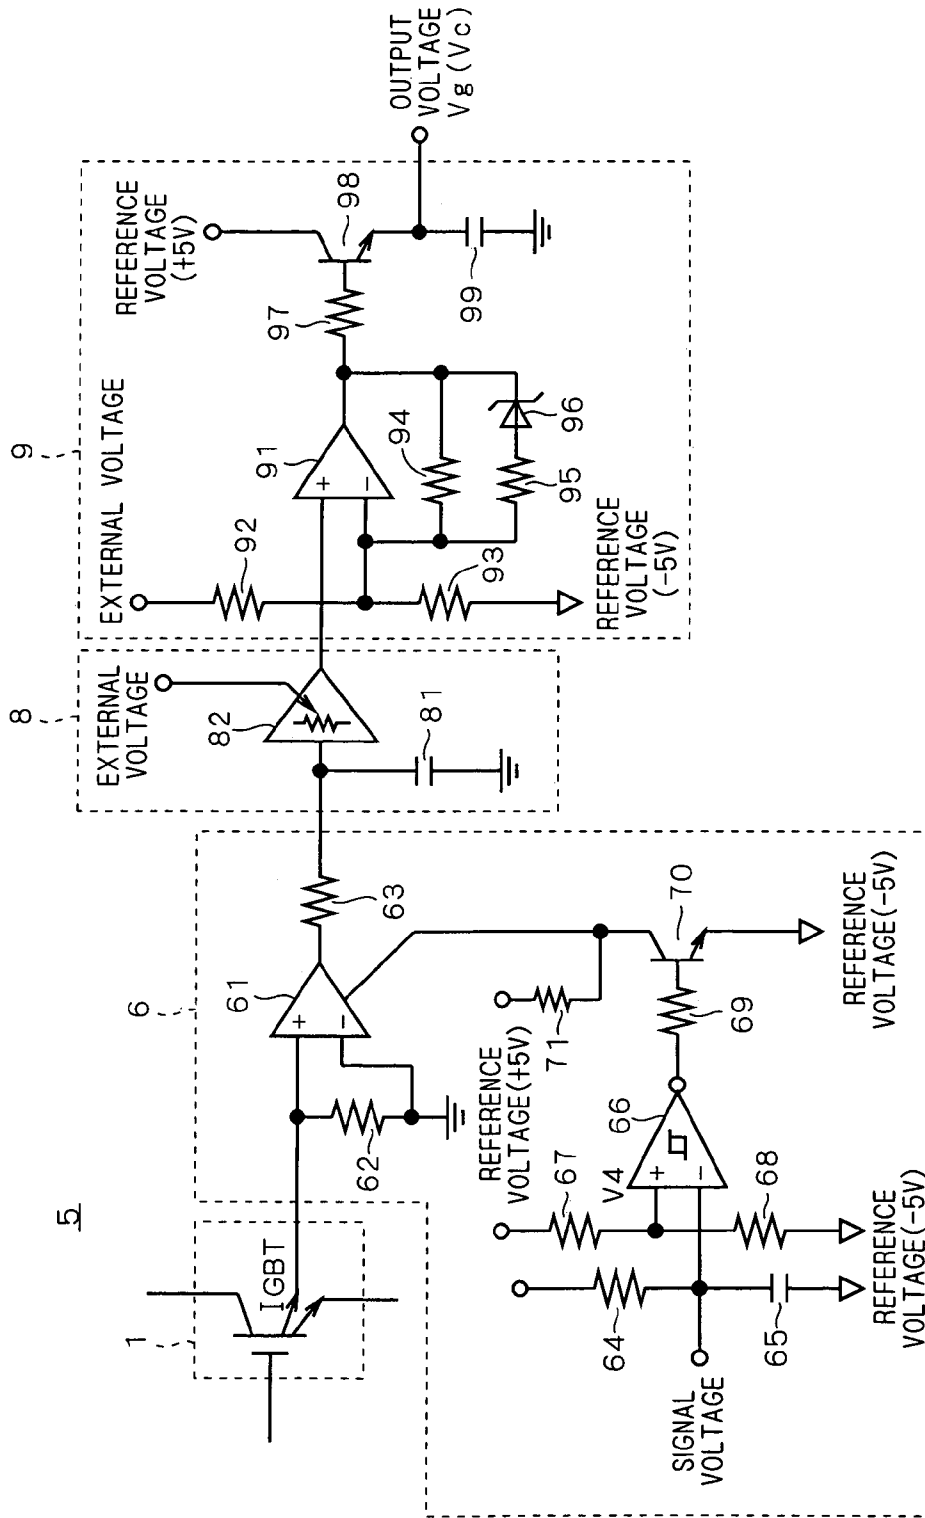 5
1
IGBT
6
61
+
−
62
63
SIGNAL
VOLTAGE
64
65
V4
67
+
−
66
68
REFERENCE
VOLTAGE(+5V)
71
69
70
REFERENCE
VOLTAGE(-5V)
REFERENCE
VOLTAGE(-5V)
8
EXTERNAL
VOLTAGE
82
81
9
EXTERNAL VOLTAGE
92
93
REFERENCE
VOLTAGE
(-5V)
91
+
−
94
95
96
97
REFERENCE
VOLTAGE
(+5V)
98
99
OUTPUT
VOLTAGE
Vg(Vc)